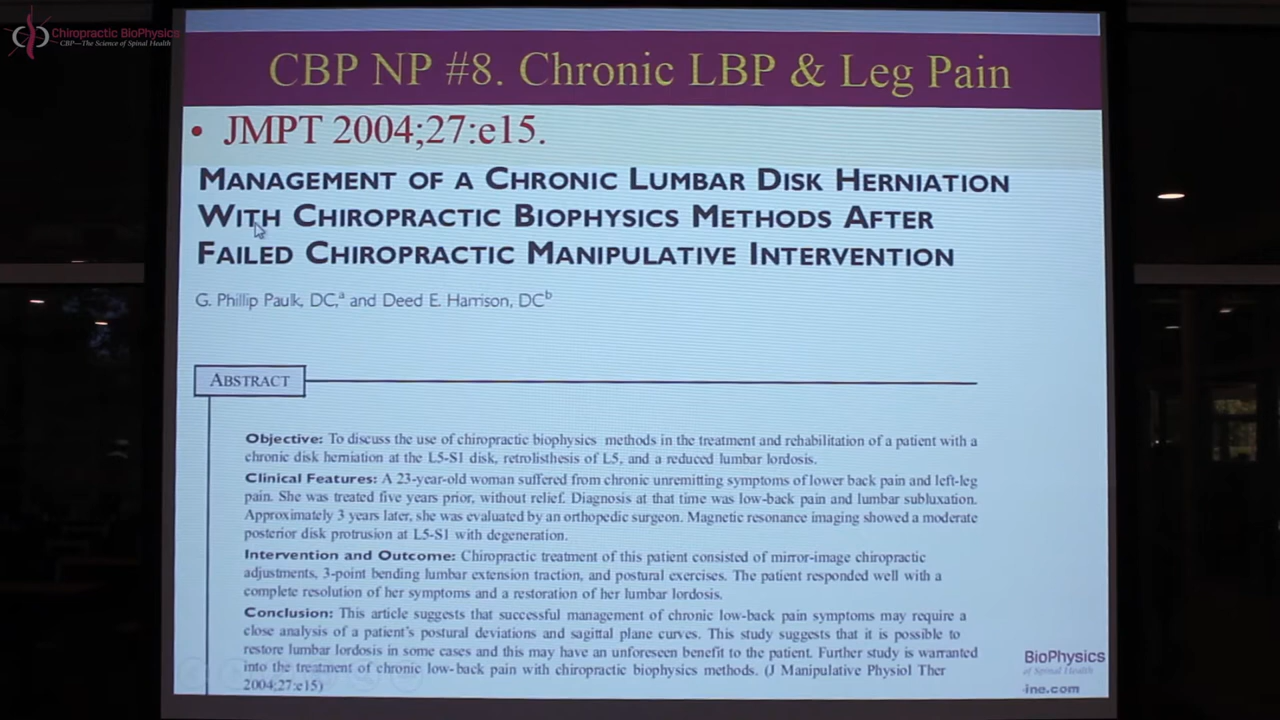 Chiropractic BioPhysics
CBP—The Science of Spinal Health
CBP NP #8. Chronic LBP & Leg Pain
• JMPT 2004;27:e15.
MANAGEMENT OF A CHRONIC LUMBAR DISK HERNIATION
WITH CHIROPRACTIC BIOPHYSICS METHODS AFTER
FAILED CHIROPRACTIC MANIPULATIVE INTERVENTION
G. Phillip Paulk, DC,ᵃ and Deed E. Harrison, DCᵇ
ABSTRACT
Objective: To discuss the use of chiropractic biophysics methods in the treatment and rehabilitation of a patient with a
chronic disk herniation at the L5-S1 disk, retrolisthesis of L5, and a reduced lumbar lordosis.
Clinical Features: A 23-year-old woman suffered from chronic unremitting symptoms of lower back pain and left-leg
pain. She was treated five years prior, without relief. Diagnosis at that time was low-back pain and lumbar subluxation.
Approximately 3 years later, she was evaluated by an orthopedic surgeon. Magnetic resonance imaging showed a moderate
posterior disk protrusion at L5-S1 with degeneration.
Intervention and Outcome: Chiropractic treatment of this patient consisted of mirror-image chiropractic
adjustments, 3-point bending lumbar extension traction, and postural exercises. The patient responded well with a
complete resolution of her symptoms and a restoration of her lumbar lordosis.
Conclusion: This article suggests that successful management of chronic low-back pain symptoms may require a
close analysis of a patient's postural deviations and sagittal plane curves. This study suggests that it is possible to
restore lumbar lordosis in some cases and this may have an unforeseen benefit to the patient. Further study is warranted
into the treatment of chronic low-back pain with chiropractic biophysics methods. (J Manipulative Physiol Ther
2004;27:e15)
BioPhysics
of Spinal Health
ine.com